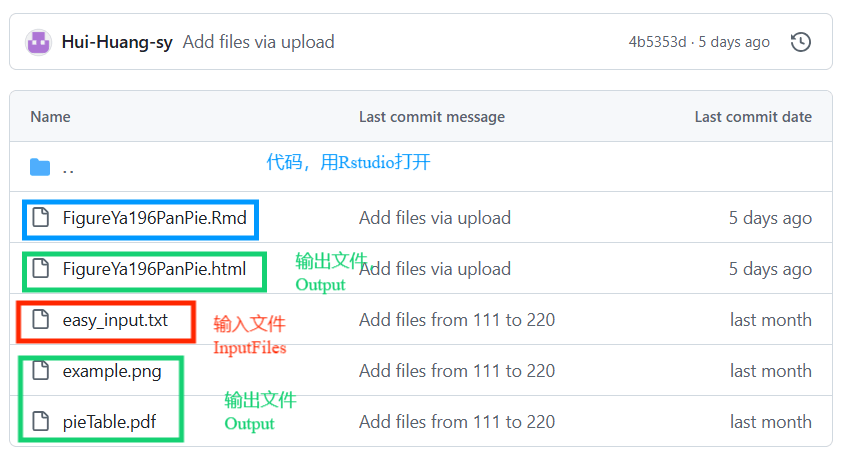 Hui-Huang-sy Add files via upload 4b5353d · 5 days ago
Name Last commit message Last commit date
..
代码，用Rstudio打开
FigureYa196PanPie.Rmd Add files via upload 5 days ago
FigureYa196PanPie.html Add files via upload 5 days ago
输出文件
Output
easy_input.txt Add files from 111 to 220 last month
输入文件
InputFiles
example.png Add files from 111 to 220 last month
输出文件
Output
pieTable.pdf Add files from 111 to 220 last month